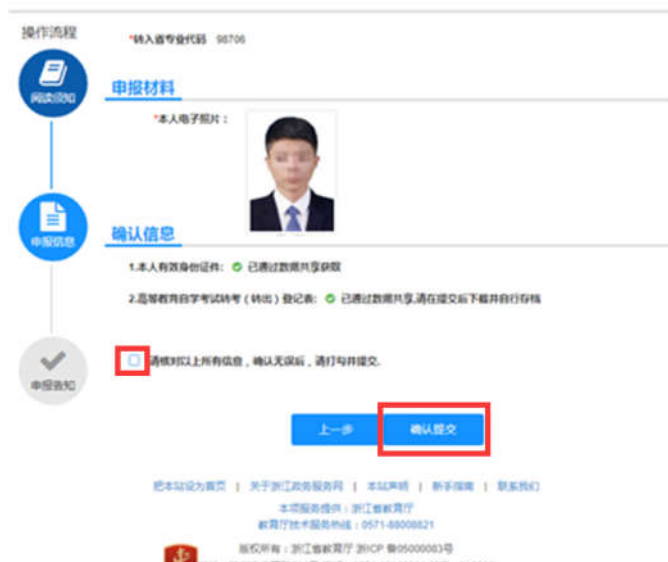 操作流程
*转入省专业代码 98706
阅读须知
申报材料
*本人电子照片：
申报信息
确认信息
1.本人有效身份证件： 已通过数据共享获取
2.高等教育自学考试转考（转出）登记表： 已通过数据共享,请在提交后下载并自行存档
请核对以上所有信息，确认无误后，请打勾并提交.
申报告知
上一步 确认提交
把本站设为首页 | 关于浙江政务服务网 | 本站声明 | 新手指南 | 联系我们
本项服务提供：浙江省教育厅
教育厅技术服务热线：0571-88008821
版权所有：浙江省教育厅 浙ICP 备05000083号